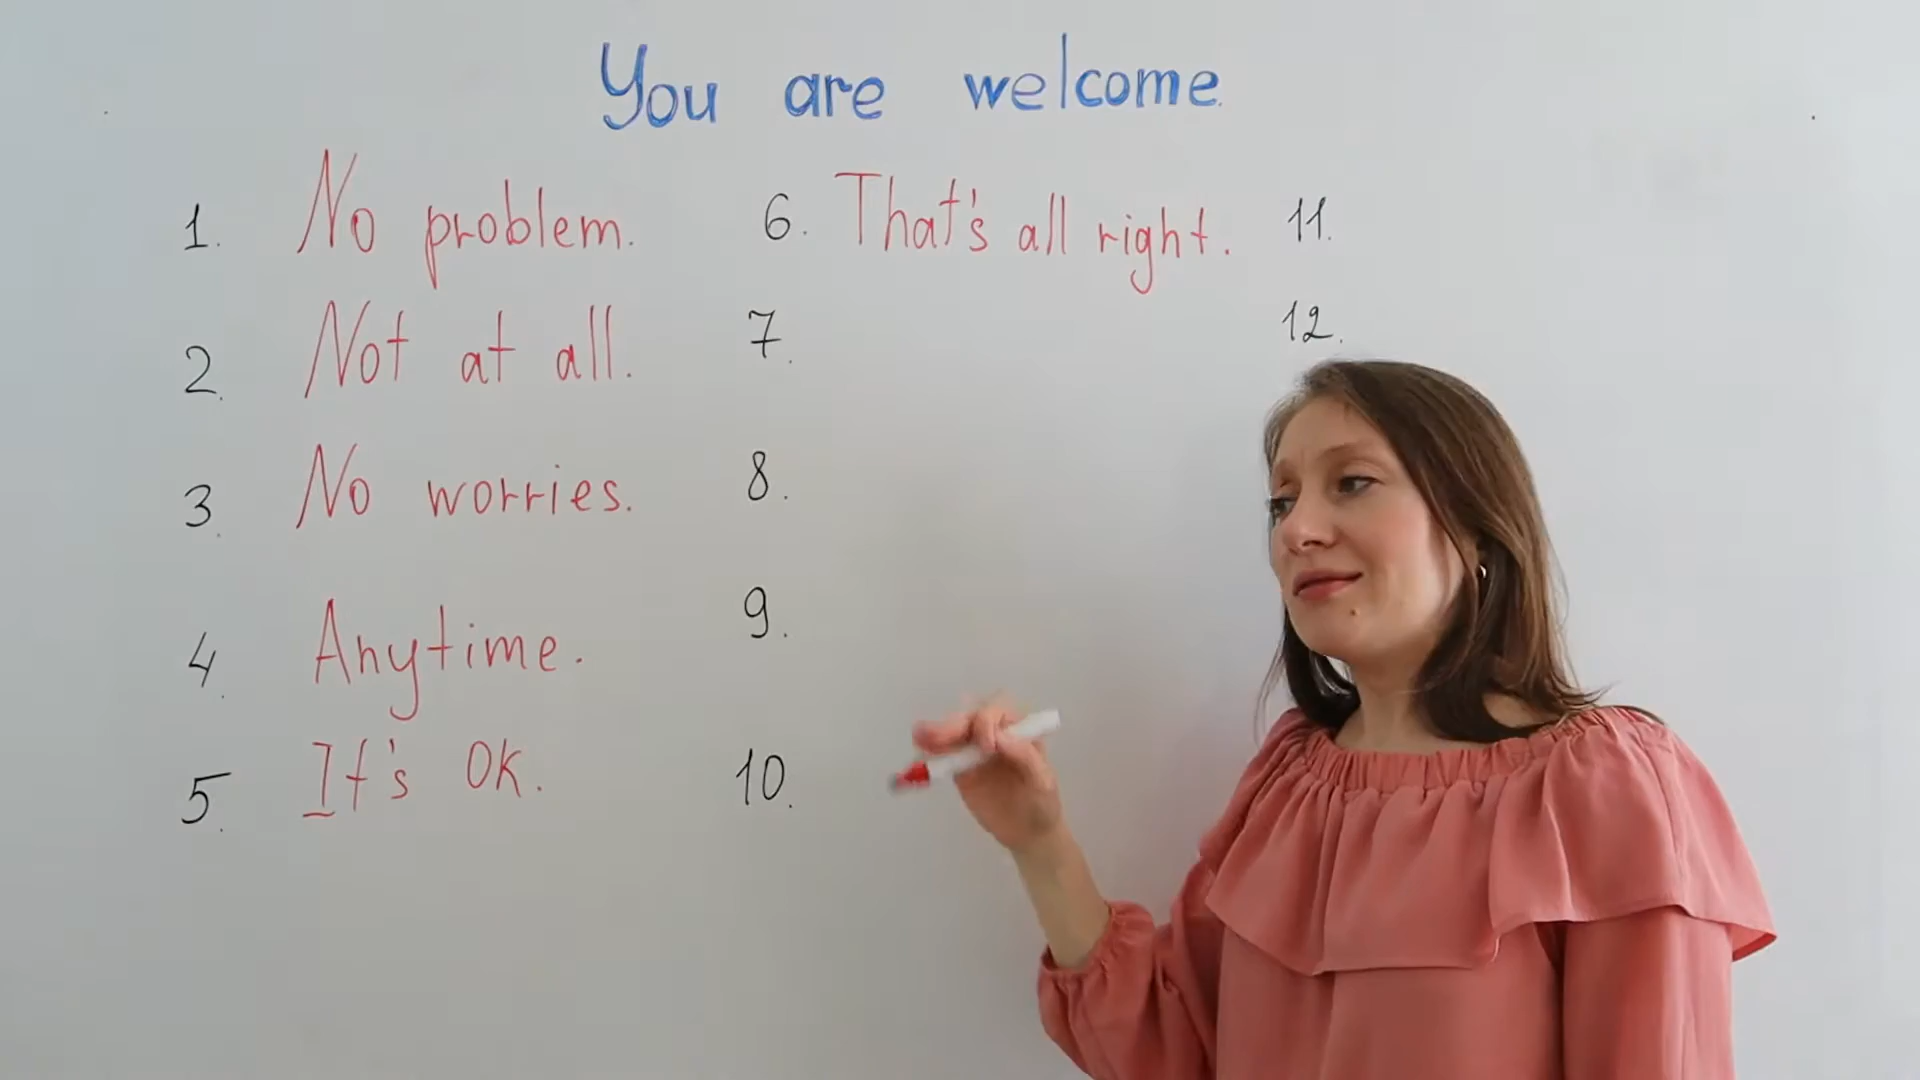 You are welcome.
1. No problem.
2. Not at all.
3. No worries.
4. Anytime.
5. It's OK.
6. That's all right.
7.
8.
9.
10.
11.
12.